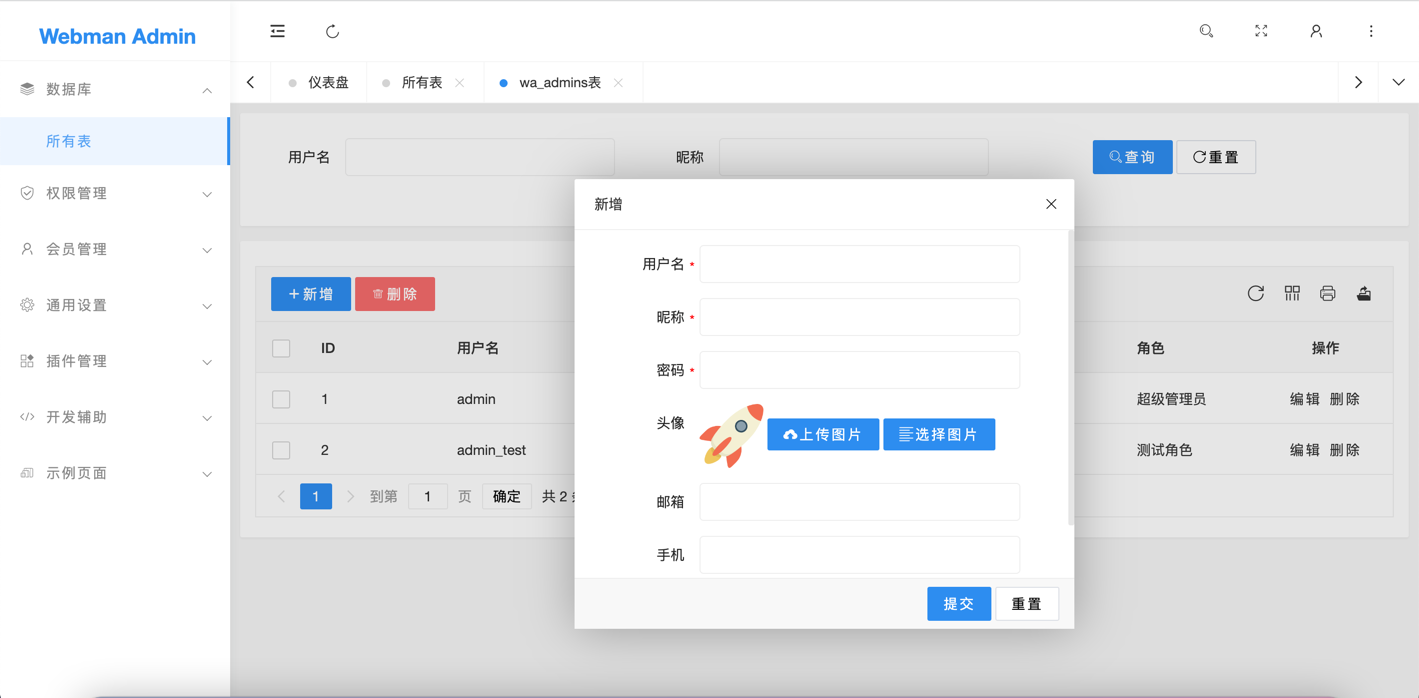 Webman Admin
数据库
所有表
权限管理
会员管理
通用设置
插件管理
开发辅助
示例页面
仪表盘 所有表 wa_admins表
用户名 昵称 查询 重置
新增 删除
ID 用户名 角色 操作
1 admin 超级管理员 编辑 删除
2 admin_test 测试角色 编辑 删除
1 到第 1 页 确定 共 2
新增
用户名 *
昵称 *
密码 *
头像 上传图片 选择图片
邮箱
手机
提交 重置